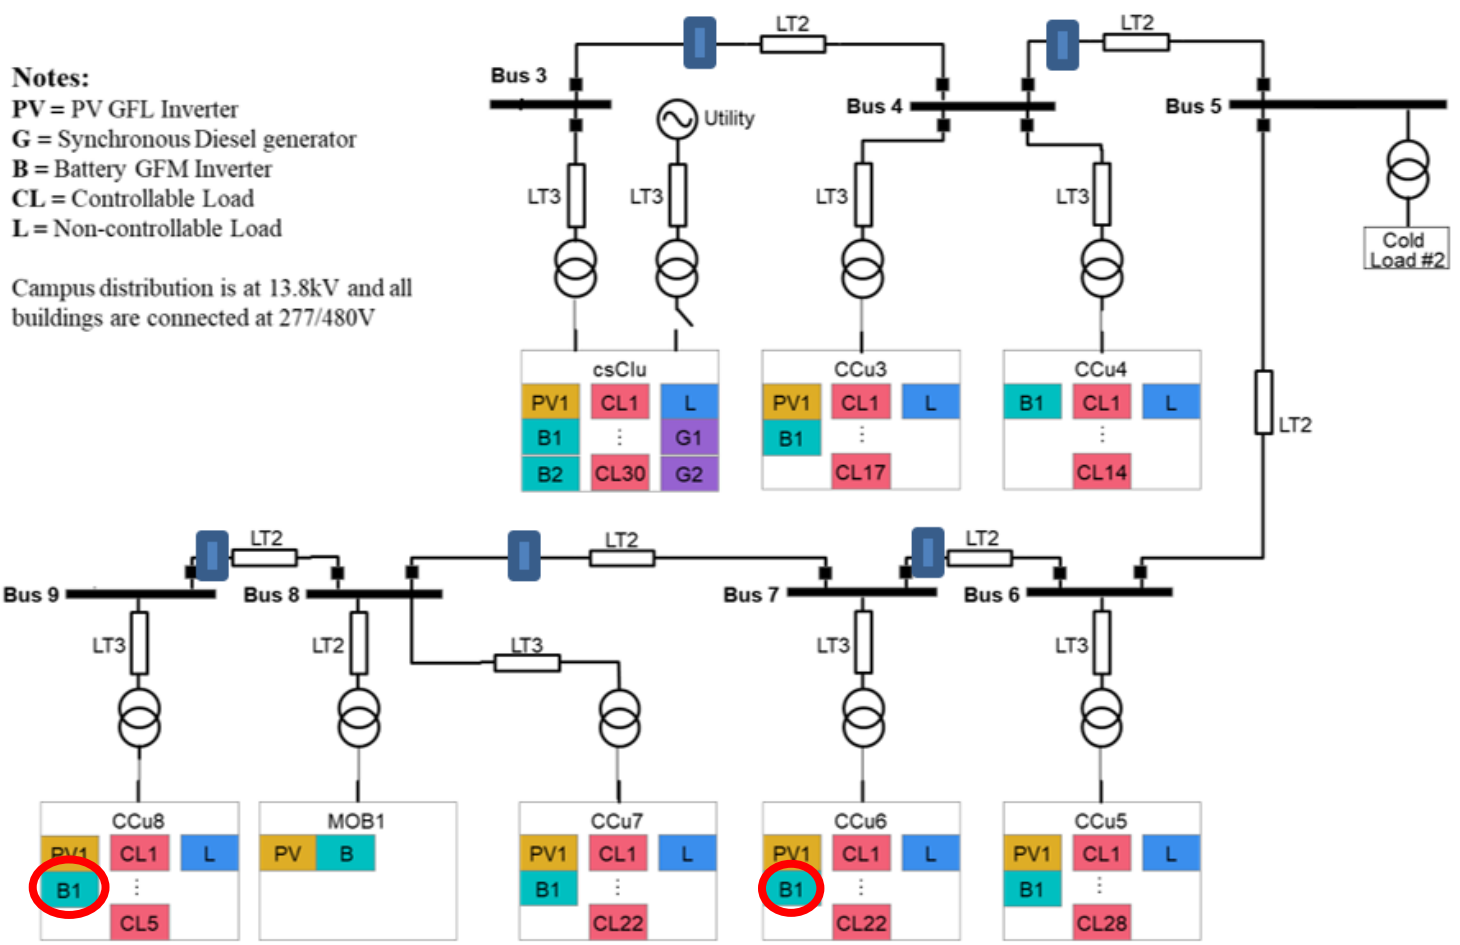 Notes:
PV = PV GFL Inverter
G = Synchronous Diesel generator
B = Battery GFM Inverter
CL = Controllable Load
L = Non-controllable Load
Campus distribution is at 13.8kV and all
buildings are connected at 277/480V
LT2
LT2
Bus 3
Bus 4
Bus 5
Utility
LT3
LT3
LT3
LT3
Cold
Load #2
csClu
PV1 CL1 L
B1 ⋮ G1
B2 CL30 G2
CCu3
PV1 CL1 L
B1 ⋮
CL17
CCu4
B1 CL1 L
⋮
CL14
LT2
LT2
LT2
LT2
Bus 9
Bus 8
Bus 7
Bus 6
LT3
LT2
LT3
LT3
LT3
CCu8
PV1 CL1 L
B1 ⋮
CL5
MOB1
PV B
CCu7
PV1 CL1 L
B1 ⋮
CL22
CCu6
PV1 CL1 L
B1 ⋮
CL22
CCu5
PV1 CL1 L
B1 ⋮
CL28